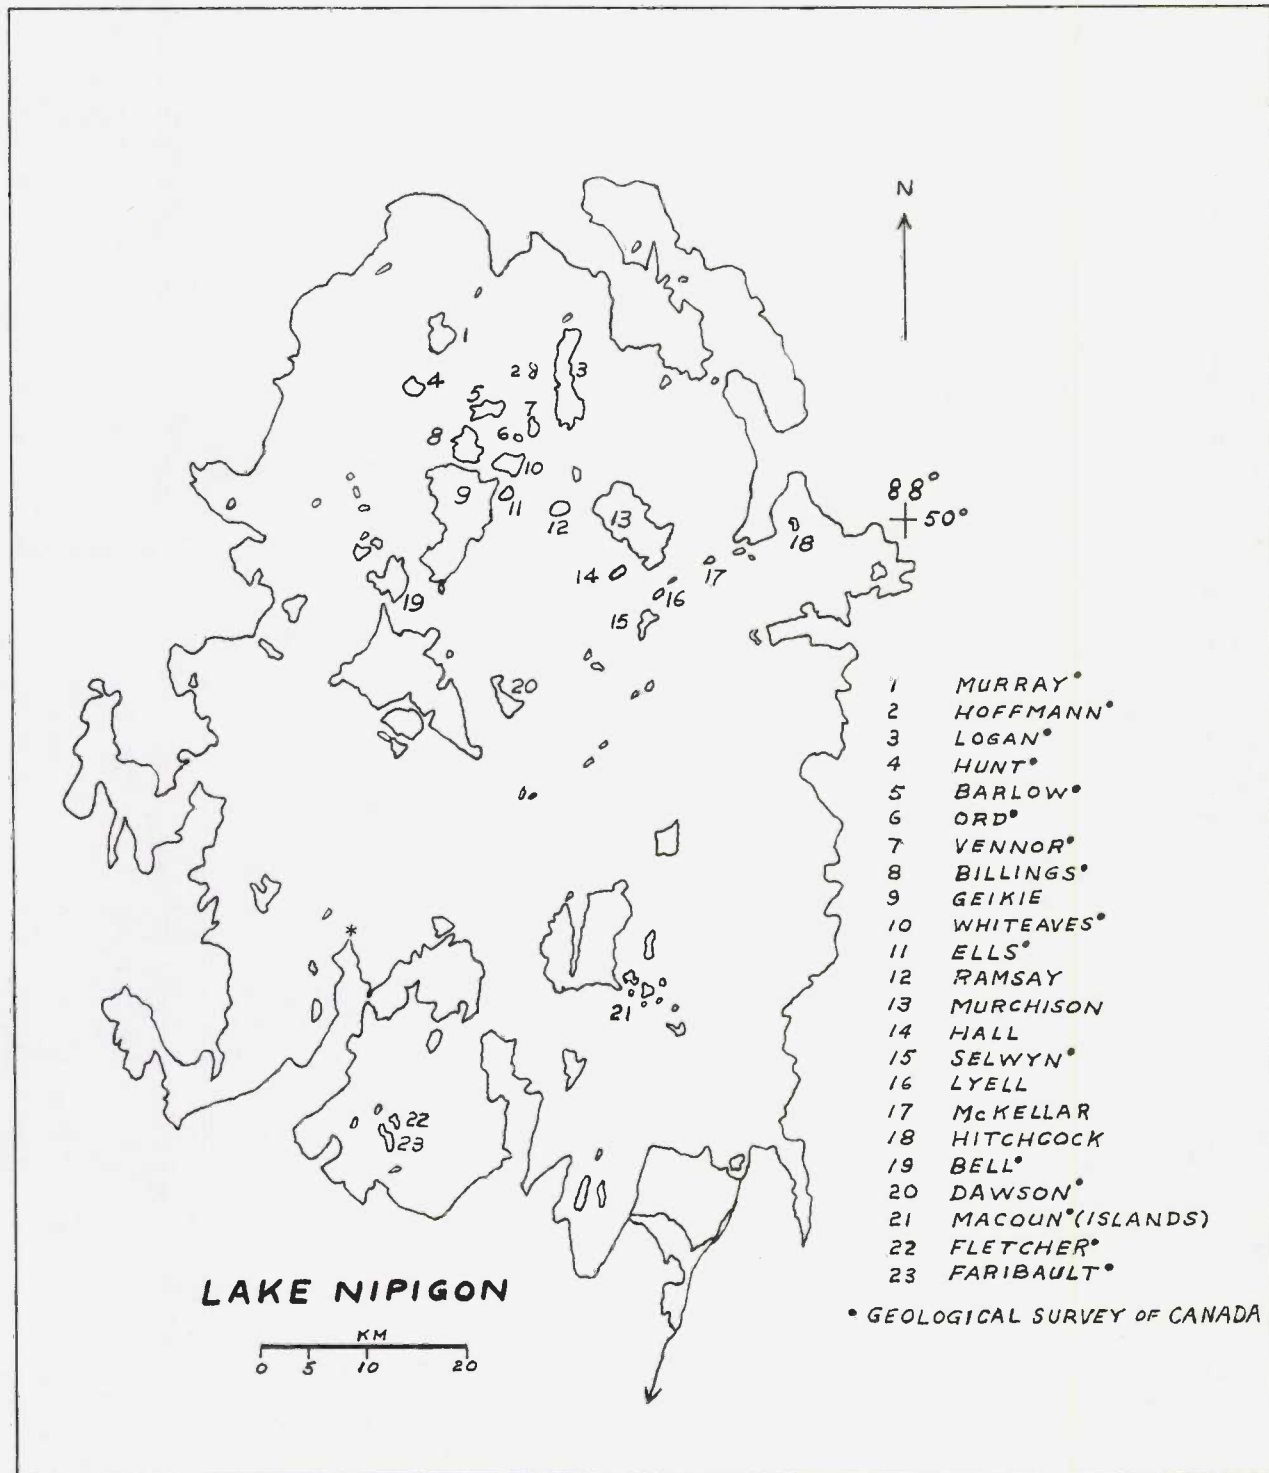 N
1
2
3
4
5
7
8
6
10
9
11
12
13
88°
50°
18
14
17
16
19
15
20
*
21
22
23
1 MURRAY•
2 HOFFMANN•
3 LOGAN•
4 HUNT•
5 BARLOW•
6 ORD•
7 VENNOR•
8 BILLINGS•
9 GEIKIE
10 WHITEAVES•
11 ELLS•
12 RAMSAY
13 MURCHISON
14 HALL
15 SELWYN•
16 LYELL
17 McKELLAR
18 HITCHCOCK
19 BELL•
20 DAWSON•
21 MACOUN•(ISLANDS)
22 FLETCHER•
23 FARIBAULT•
• GEOLOGICAL SURVEY OF CANADA
LAKE NIPIGON
KM
0 5 10 20